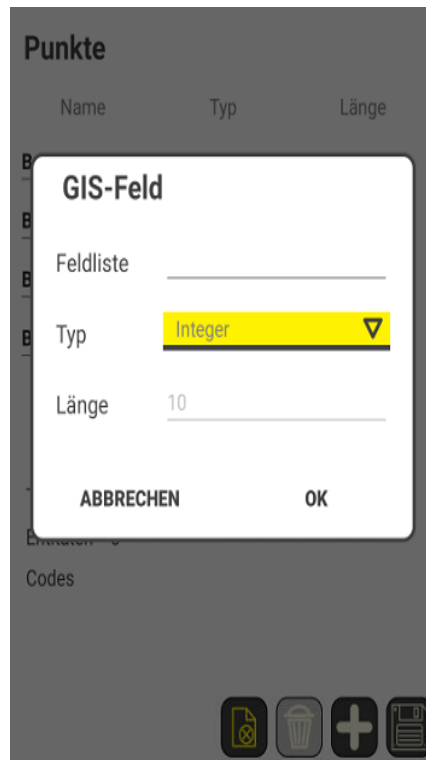 Punkte
Name Typ Länge
B
GIS-Feld
B
Feldliste
B
Typ Integer
B
Länge 10
ABBRECHEN OK
Codes